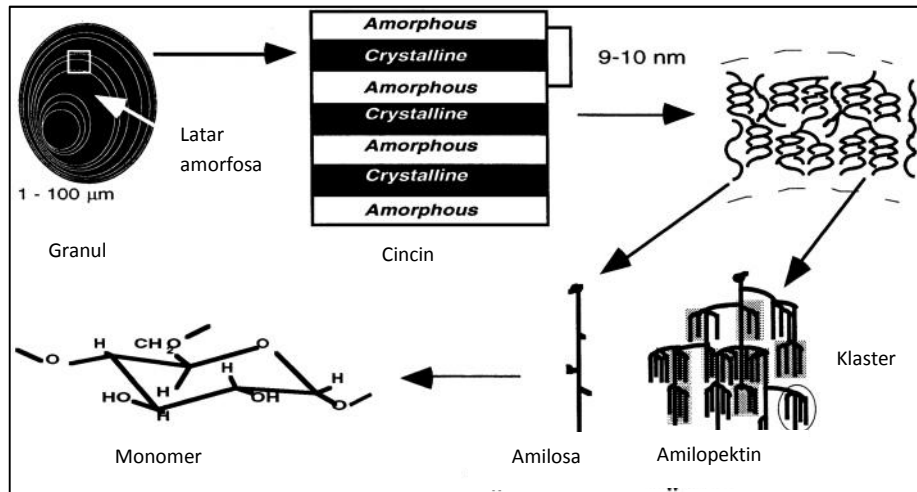 Amorphous
Crystalline
Amorphous
Crystalline
Amorphous
Crystalline
Amorphous
9-10 nm
Latar
amorfosa
1 - 100 µm
Granul
Cincin
Klaster
H
CH2
O
O
O
H
H
H
HO
OH
H
O
Monomer
Amilosa
Amilopektin